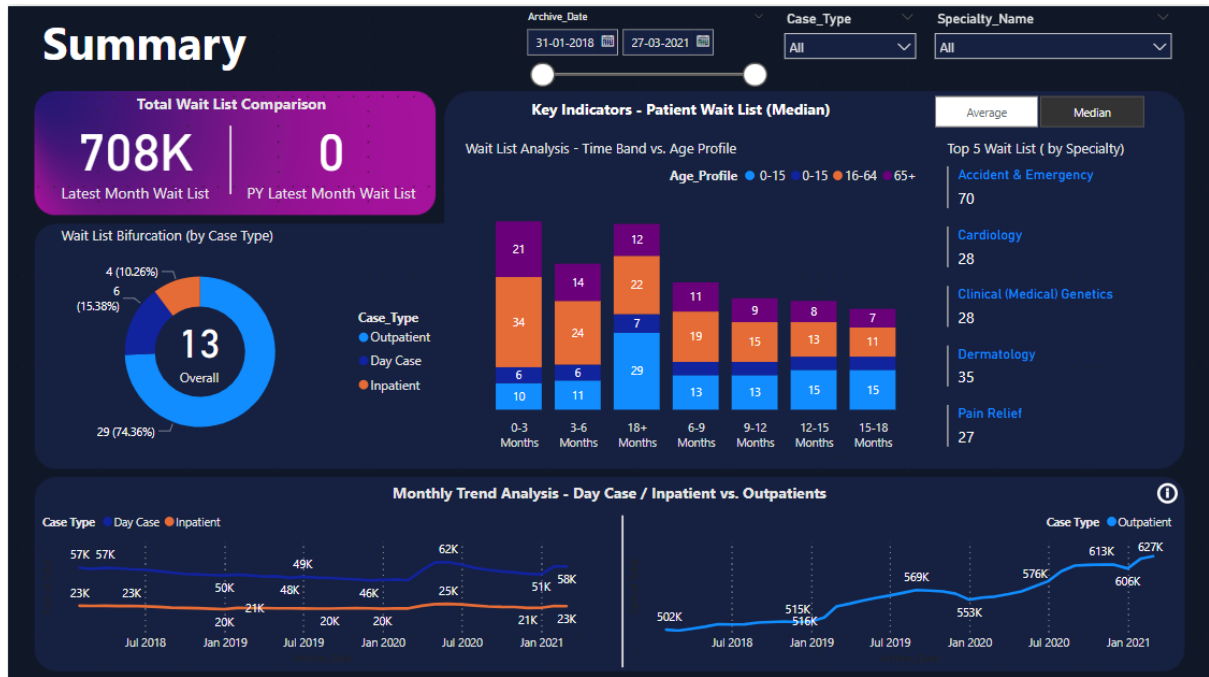 Summary
Archive_Date
31-01-2018
27-03-2021
Case_Type
All
Specialty_Name
All
Total Wait List Comparison
708K
Latest Month Wait List
0
PY Latest Month Wait List
Wait List Bifurcation (by Case Type)
4 (10.26%)
6
(15.38%)
13
Overall
29 (74.36%)
Case_Type
Outpatient
Day Case
Inpatient
Key Indicators - Patient Wait List (Median)
Wait List Analysis - Time Band vs. Age Profile
Age_Profile 0-15 0-15 16-64 65+
21
34
6
10
14
24
6
11
12
22
7
29
11
19
13
9
15
13
8
13
15
7
11
15
0-3
Months
3-6
Months
18+
Months
6-9
Months
9-12
Months
12-15
Months
15-18
Months
Average
Median
Top 5 Wait List ( by Specialty)
Accident & Emergency
70
Cardiology
28
Clinical (Medical) Genetics
28
Dermatology
35
Pain Relief
27
Monthly Trend Analysis - Day Case / Inpatient vs. Outpatients
Case Type Day Case Inpatient
57K 57K
50K
49K
48K
46K
62K
51K
58K
23K
23K
20K
21K
20K
20K
25K
21K
23K
Jul 2018 Jan 2019 Jul 2019 Jan 2020 Jul 2020 Jan 2021
Case Type Outpatient
502K
515K
516K
569K
553K
576K
613K
606K
627K
Jul 2018 Jan 2019 Jul 2019 Jan 2020 Jul 2020 Jan 2021